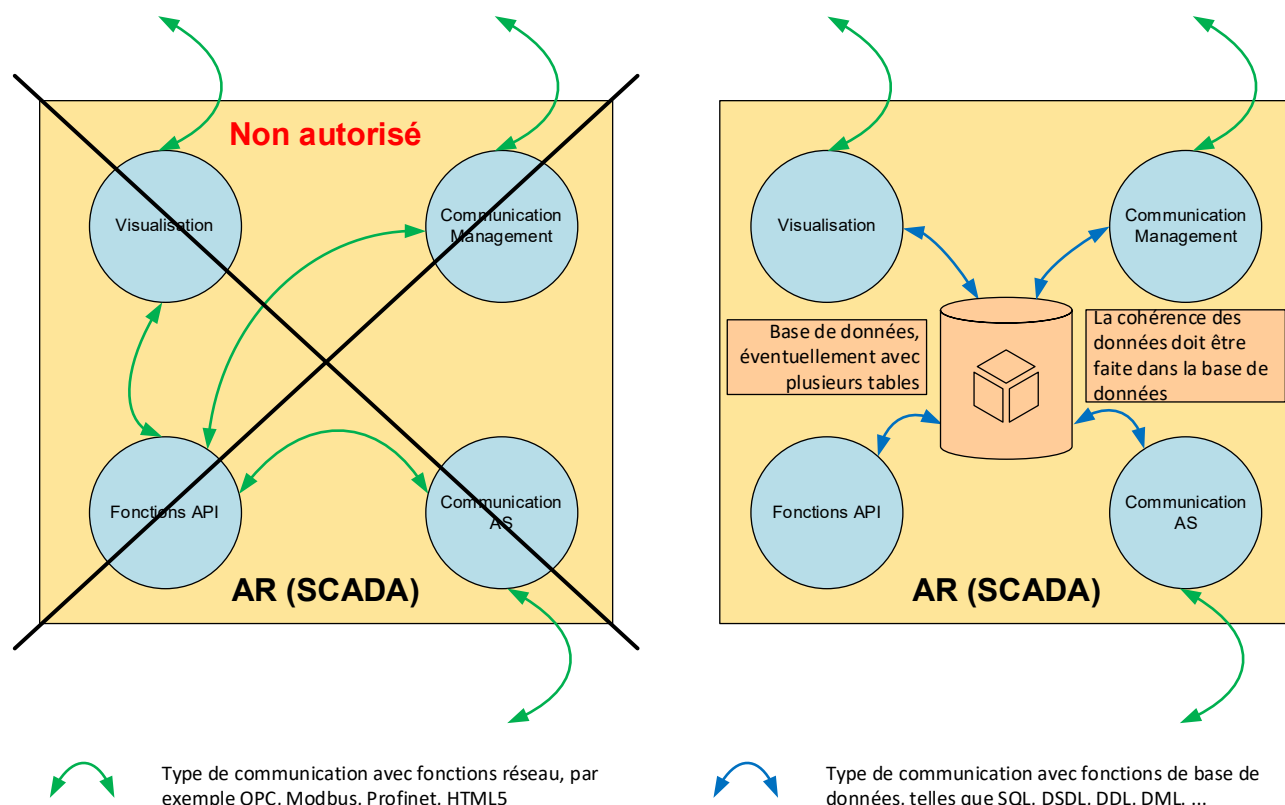 Non autorisé
Visualisation
Communication
Management
Fonctions API
Communication
AS
AR (SCADA)
Visualisation
Communication
Management
Base de données,
éventuellement avec
plusieurs tables
La cohérence des
données doit être
faite dans la base de
données
Fonctions API
Communication
AS
AR (SCADA)
Type de communication avec fonctions réseau, par
exemple OPC, Modbus, Profinet, HTML5
Type de communication avec fonctions de base de
données, telles que SQL, DSDL, DDL, DML, ...